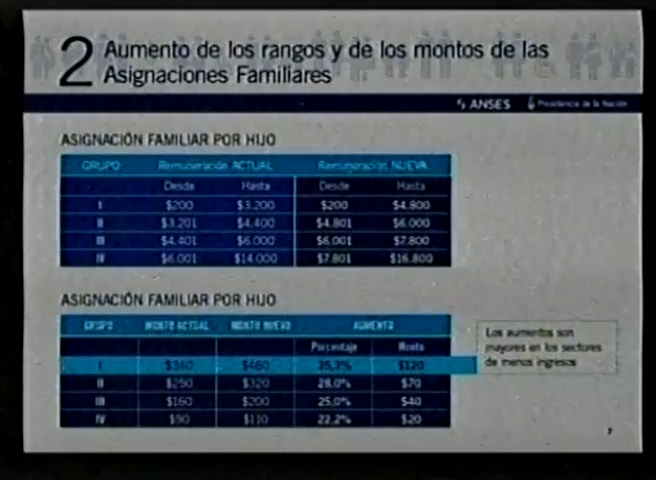 2 Aumento de los rangos y de los montos de las
Asignaciones Familiares
ANSES Presidencia de la Nación
ASIGNACIÓN FAMILIAR POR HIJO
GRUPO Remuneración ACTUAL Remuneración NUEVA
Desde Hasta Desde Hasta
I $200 $3.200 $200 $4.800
II $3.201 $4.400 $4.801 $6.000
III $4.401 $6.000 $6.001 $7.800
IV $6.001 $14.000 $7.801 $16.800
ASIGNACIÓN FAMILIAR POR HIJO
GRUPO MONTO ACTUAL MONTO NUEVO AUMENTO
Porcentaje Monto
I $340 $460 35,3% $120
II $250 $320 28,0% $70
III $160 $200 25,0% $40
IV $90 $110 22,2% $20
Los aumentos son
mayores en los sectores
de menos ingresos
7